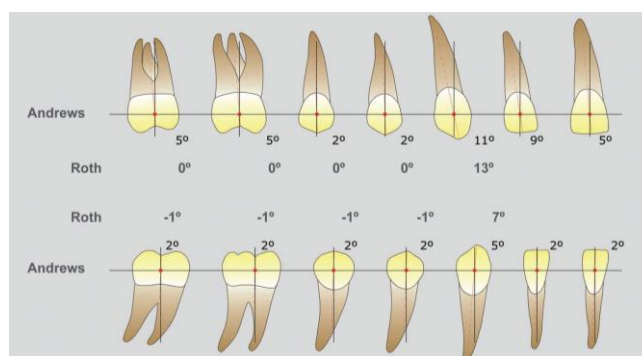 Andrews
5º 5º 2º 2º 11º 9º 5º
Roth 0º 0º 0º 0º 13º
Roth -1º -1º -1º -1º 7º
2º 2º 2º 2º 5º 2º 2º
Andrews